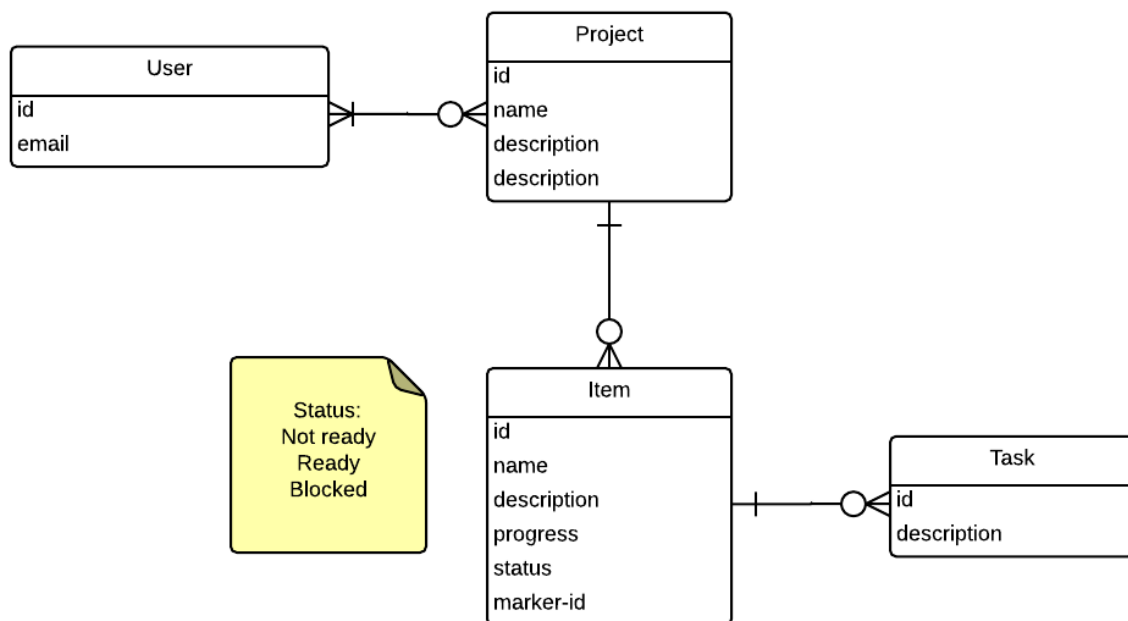 User
id
email
Project
id
name
description
description
Status:
Not ready
Ready
Blocked
Item
id
name
description
progress
status
marker-id
Task
id
description